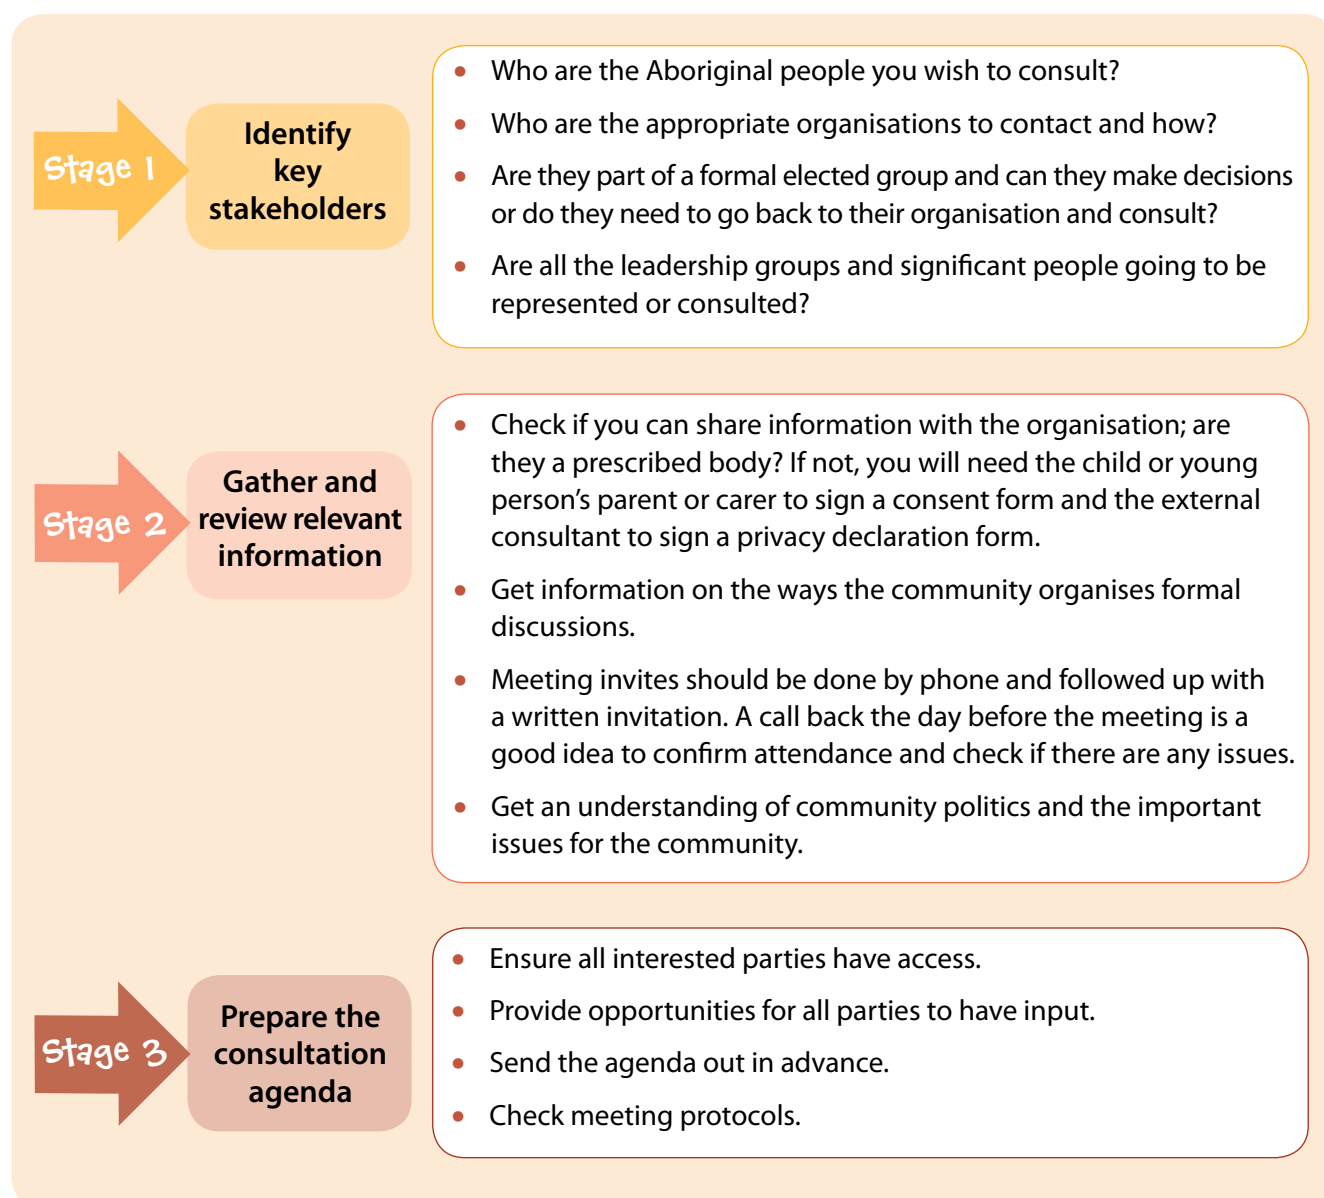 Stage 1
Identify
key
stakeholders
• Who are the Aboriginal people you wish to consult?
• Who are the appropriate organisations to contact and how?
• Are they part of a formal elected group and can they make decisions
or do they need to go back to their organisation and consult?
• Are all the leadership groups and significant people going to be
represented or consulted?
Stage 2
Gather and
review relevant
information
• Check if you can share information with the organisation; are
they a prescribed body? If not, you will need the child or young
person’s parent or carer to sign a consent form and the external
consultant to sign a privacy declaration form.
• Get information on the ways the community organises formal
discussions.
• Meeting invites should be done by phone and followed up with
a written invitation. A call back the day before the meeting is a
good idea to confirm attendance and check if there are any issues.
• Get an understanding of community politics and the important
issues for the community.
Stage 3
Prepare the
consultation
agenda
• Ensure all interested parties have access.
• Provide opportunities for all parties to have input.
• Send the agenda out in advance.
• Check meeting protocols.